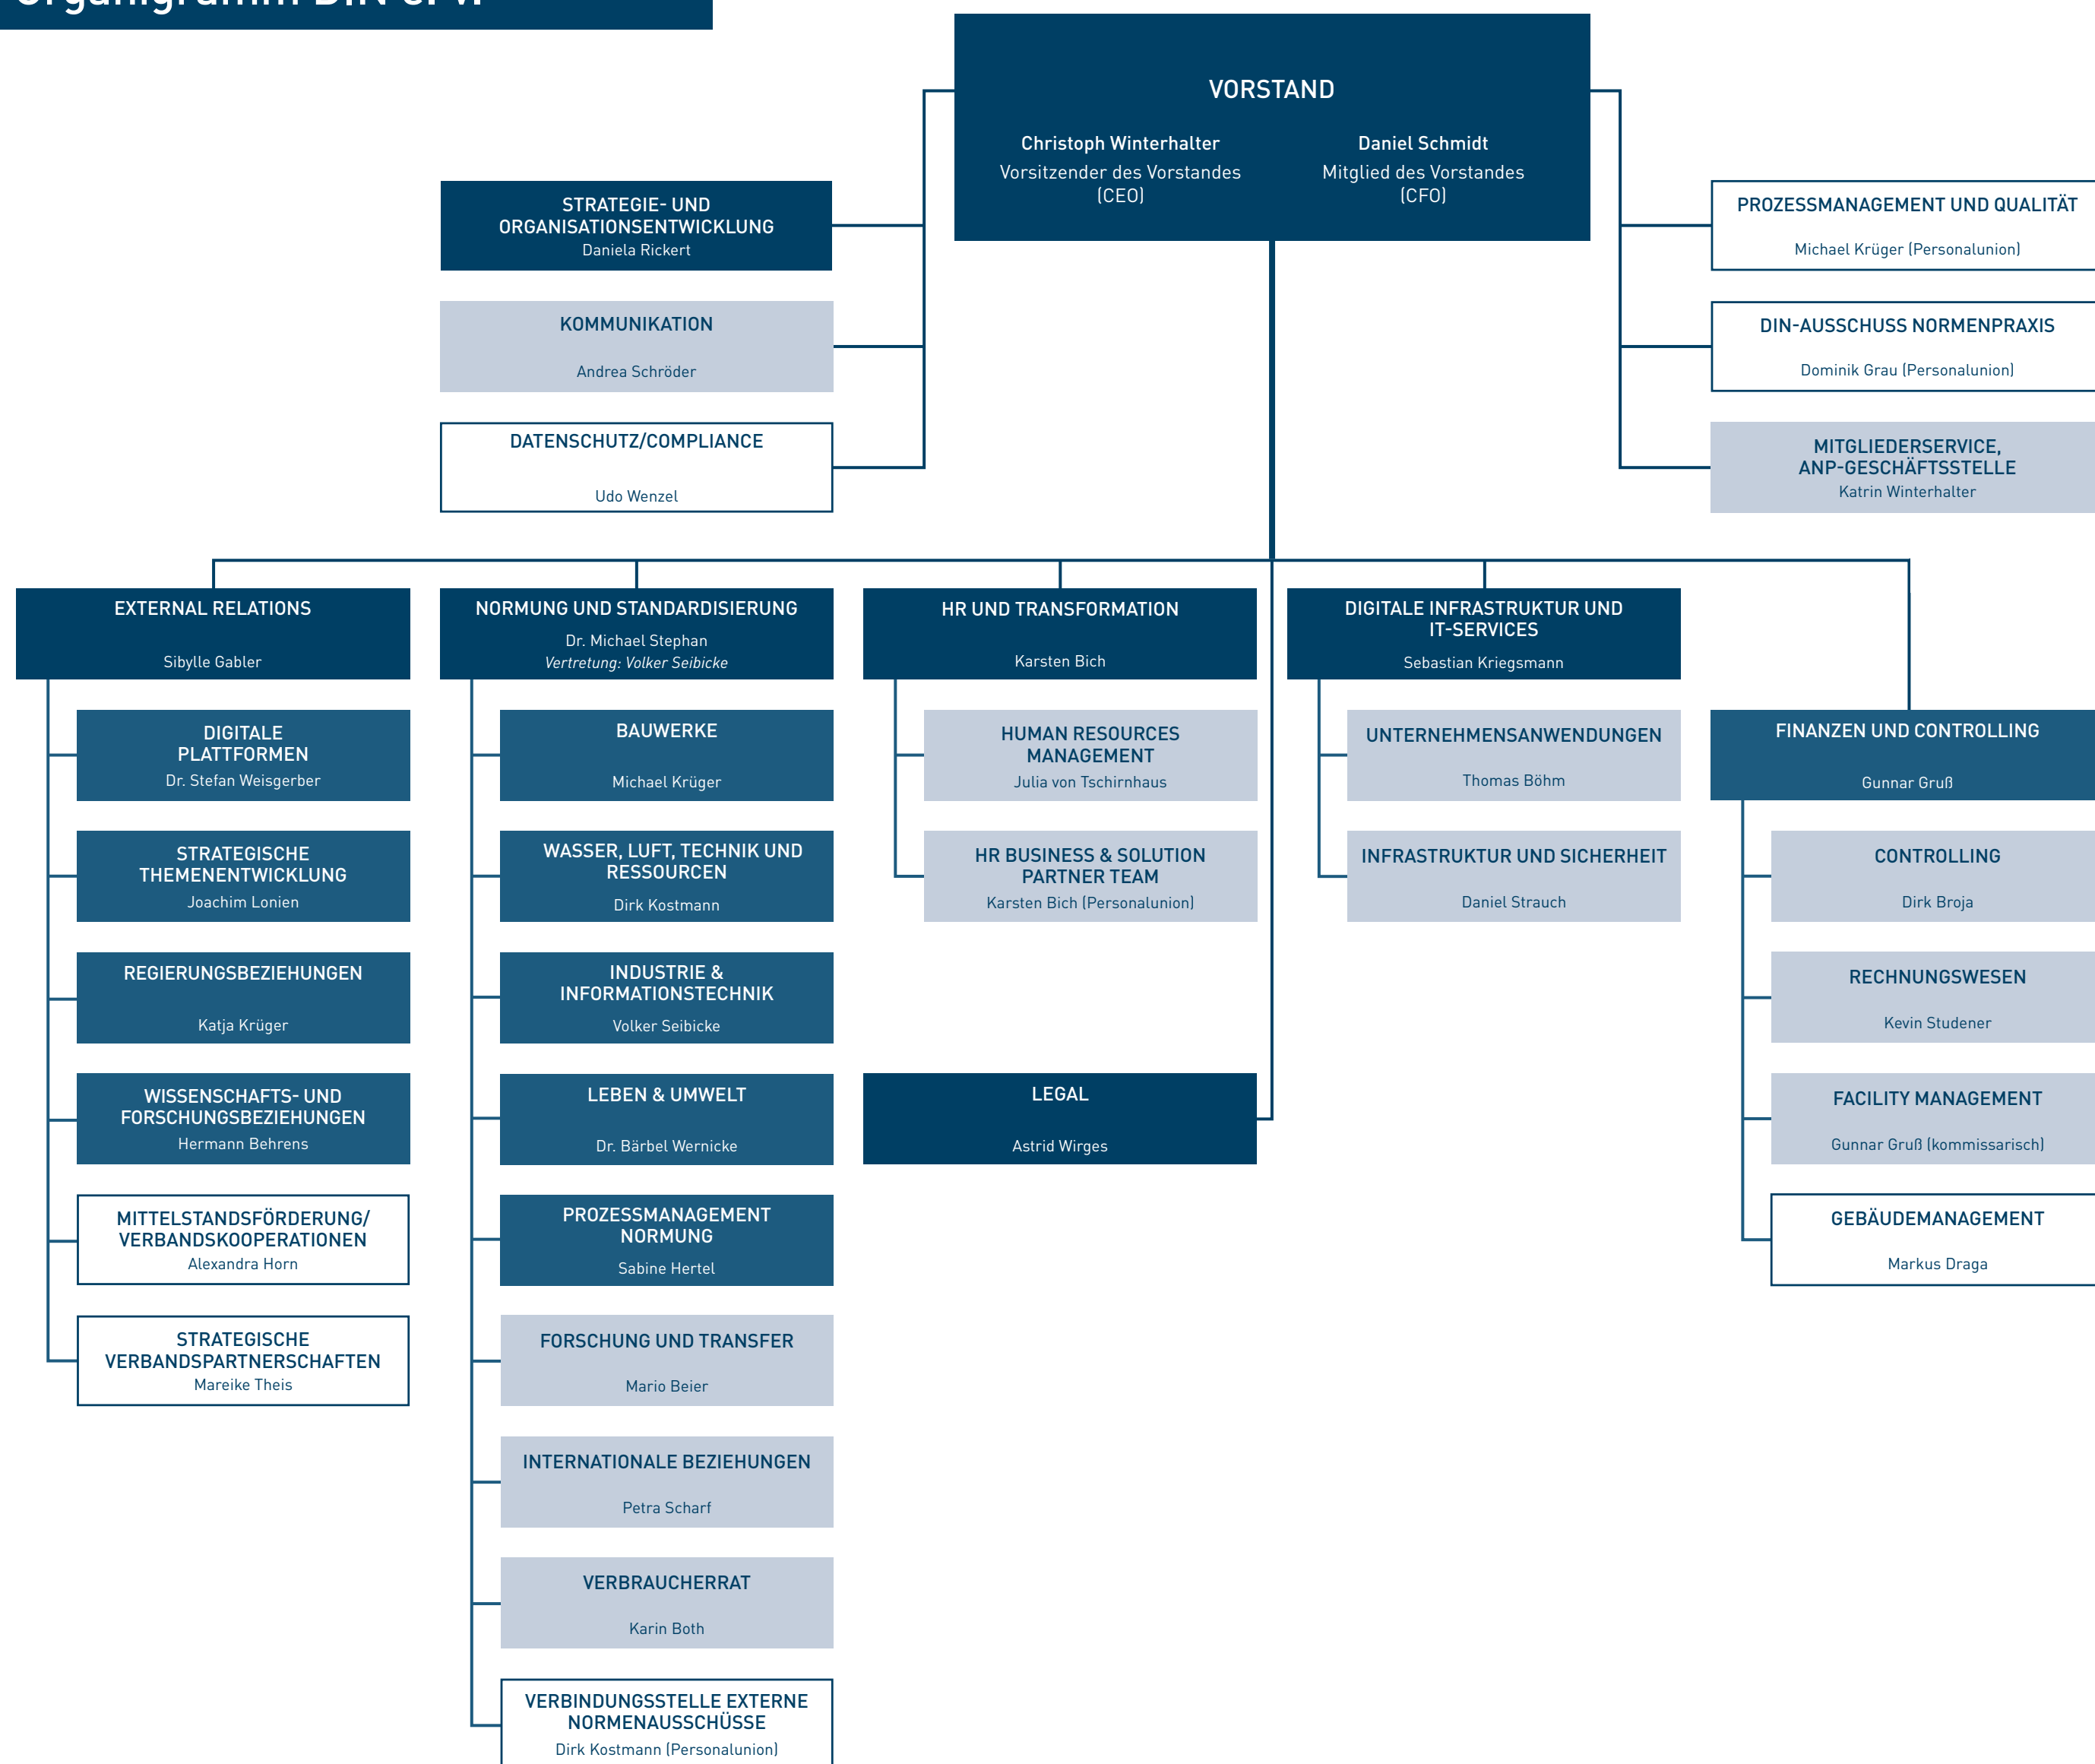 Organigramm DIN e. V.
VORSTAND
Christoph Winterhalter
Vorsitzender des Vorstandes
(CEO)
Daniel Schmidt
Mitglied des Vorstandes
(CFO)
STRATEGIE- UND
ORGANISATIONSENTWICKLUNG
Daniela Rickert
KOMMUNIKATION
Andrea Schröder
DATENSCHUTZ/COMPLIANCE
Udo Wenzel
PROZESSMANAGEMENT UND QUALITÄT
Michael Krüger (Personalunion)
DIN-AUSSCHUSS NORMENPRAXIS
Dominik Grau (Personalunion)
MITGLIEDERSERVICE,
ANP-GESCHÄFTSSTELLE
Katrin Winterhalter
EXTERNAL RELATIONS
Sibylle Gabler
DIGITALE
PLATTFORMEN
Dr. Stefan Weisgerber
STRATEGISCHE
THEMENENTWICKLUNG
Joachim Lonien
REGIERUNGSBEZIEHUNGEN
Katja Krüger
WISSENSCHAFTS- UND
FORSCHUNGSBEZIEHUNGEN
Hermann Behrens
MITTELSTANDSFÖRDERUNG/
VERBANDSKOOPERATIONEN
Alexandra Horn
STRATEGISCHE
VERBANDSPARTNERSCHAFTEN
Mareike Theis
NORMUNG UND STANDARDISIERUNG
Dr. Michael Stephan
Vertretung: Volker Seibicke
BAUWERKE
Michael Krüger
WASSER, LUFT, TECHNIK UND
RESSOURCEN
Dirk Kostmann
INDUSTRIE &
INFORMATIONSTECHNIK
Volker Seibicke
LEBEN & UMWELT
Dr. Bärbel Wernicke
PROZESSMANAGEMENT
NORMUNG
Sabine Hertel
FORSCHUNG UND TRANSFER
Mario Beier
INTERNATIONALE BEZIEHUNGEN
Petra Scharf
VERBRAUCHERRAT
Karin Both
VERBINDUNGSSTELLE EXTERNE
NORMENAUSSCHÜSSE
Dirk Kostmann (Personalunion)
HR UND TRANSFORMATION
Karsten Bich
HUMAN RESOURCES
MANAGEMENT
Julia von Tschirnhaus
HR BUSINESS & SOLUTION
PARTNER TEAM
Karsten Bich (Personalunion)
LEGAL
Astrid Wirges
DIGITALE INFRASTRUKTUR UND
IT-SERVICES
Sebastian Kriegsmann
UNTERNEHMENSANWENDUNGEN
Thomas Böhm
INFRASTRUKTUR UND SICHERHEIT
Daniel Strauch
FINANZEN UND CONTROLLING
Gunnar Gruß
CONTROLLING
Dirk Broja
RECHNUNGSWESEN
Kevin Studener
FACILITY MANAGEMENT
Gunnar Gruß (kommissarisch)
GEBÄUDEMANAGEMENT
Markus Draga